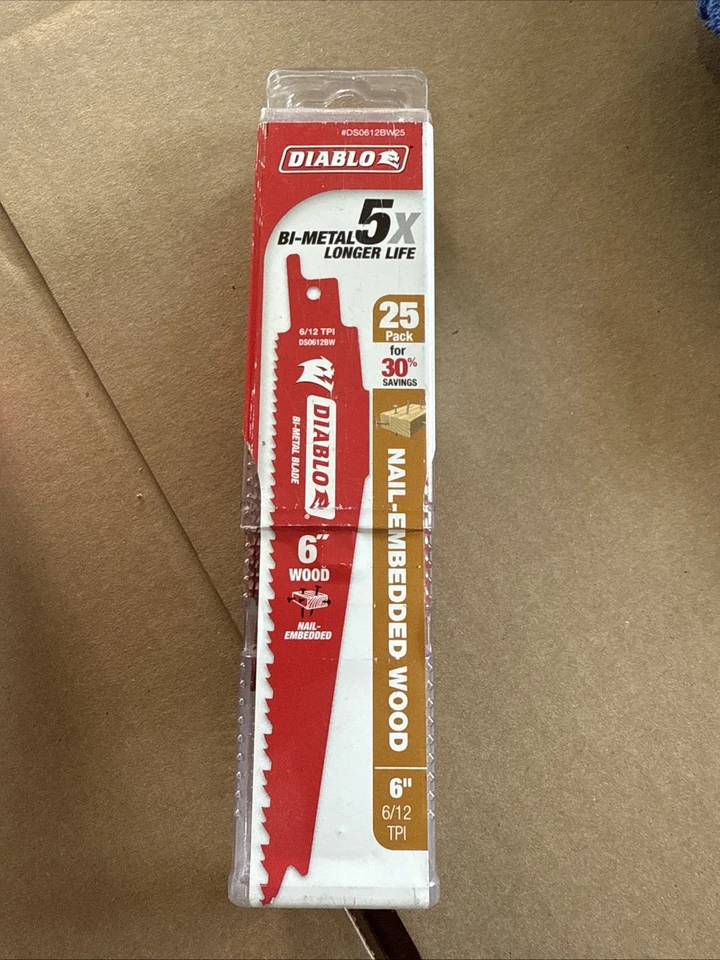 #DS0612BW25
DIABLO
BI-METAL 5X
LONGER LIFE
6/12 TPI
DS0612BW
25
Pack
for
30%
SAVINGS
DIABLO®
BI-METAL BLADE
NAIL-EMBEDDED WOOD
6"
WOOD
NAIL-
EMBEDDED
6"
6/12
TPI